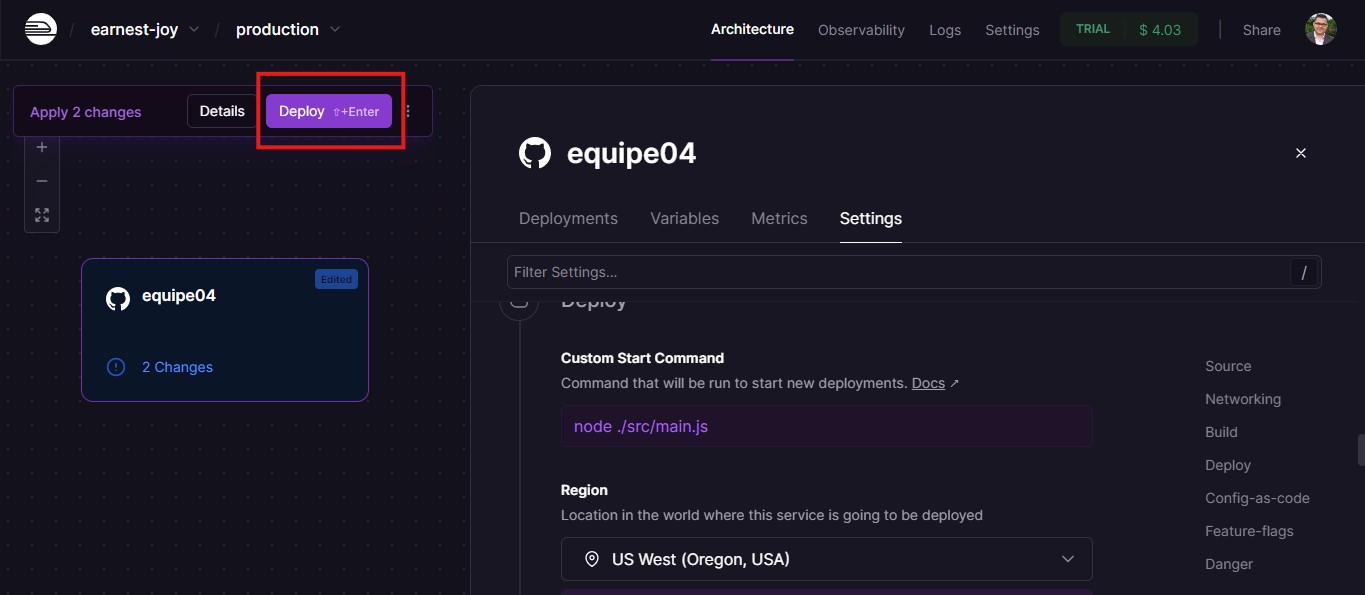 / earnest-joy / production Architecture Observability Logs Settings TRIAL $ 4.03 Share
Apply 2 changes Details Deploy ⇧+Enter
equipe04
Deployments Variables Metrics Settings
Filter Settings... /
Edited
equipe04
2 Changes
Deploy
Custom Start Command
Command that will be run to start new deployments. Docs ↗
node ./src/main.js
Region
Location in the world where this service is going to be deployed
US West (Oregon, USA)
Source
Networking
Build
Deploy
Config-as-code
Feature-flags
Danger